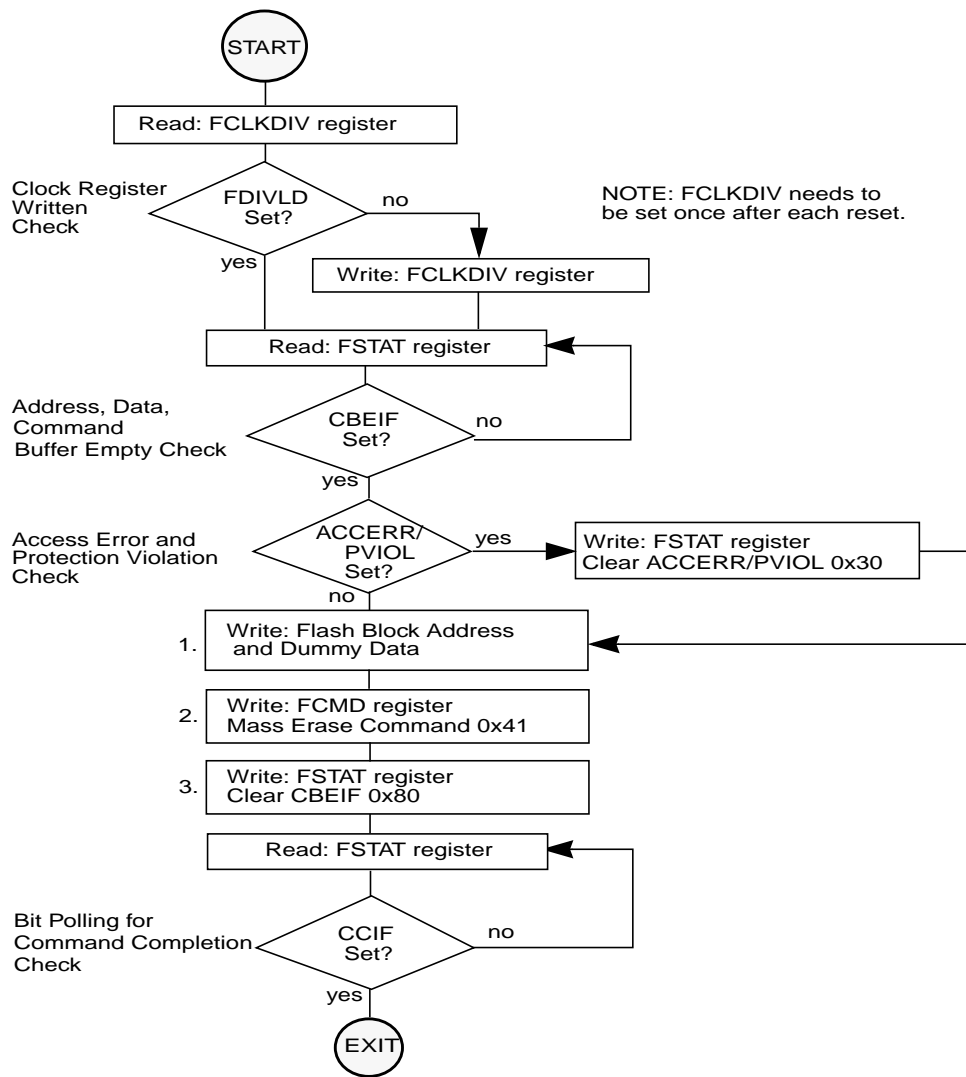 START
Read: FCLKDIV register
Clock Register
Written
Check
FDIVLD
Set?
no
yes
NOTE: FCLKDIV needs to
be set once after each reset.
Write: FCLKDIV register
Read: FSTAT register
Address, Data,
Command
Buffer Empty Check
CBEIF
Set?
no
yes
Access Error and
Protection Violation
Check
ACCERR/
PVIOL
Set?
yes
no
Write: FSTAT register
Clear ACCERR/PVIOL 0x30
1.
Write: Flash Block Address
and Dummy Data
2.
Write: FCMD register
Mass Erase Command 0x41
3.
Write: FSTAT register
Clear CBEIF 0x80
Read: FSTAT register
Bit Polling for
Command Completion
Check
CCIF
Set?
no
yes
EXIT